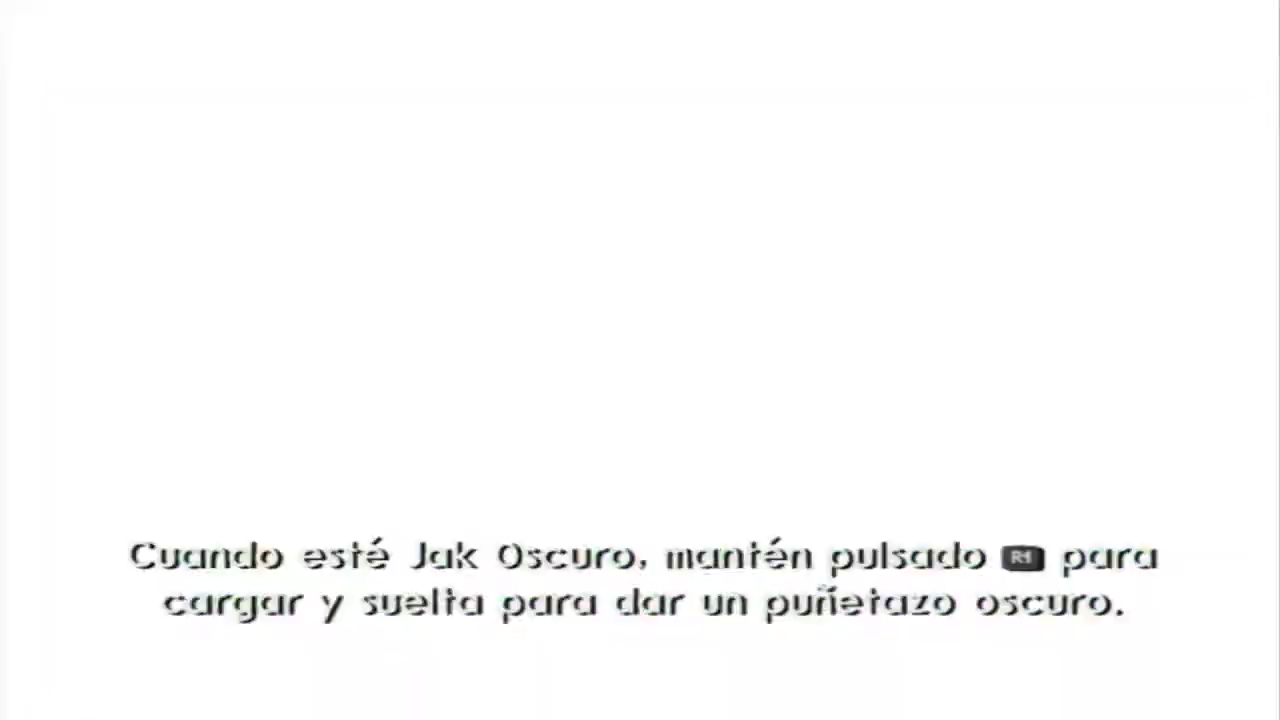 Cuando esté Jak Oscuro, mantén pulsado R1 para
cargar y suelta para dar un puñetazo oscuro.